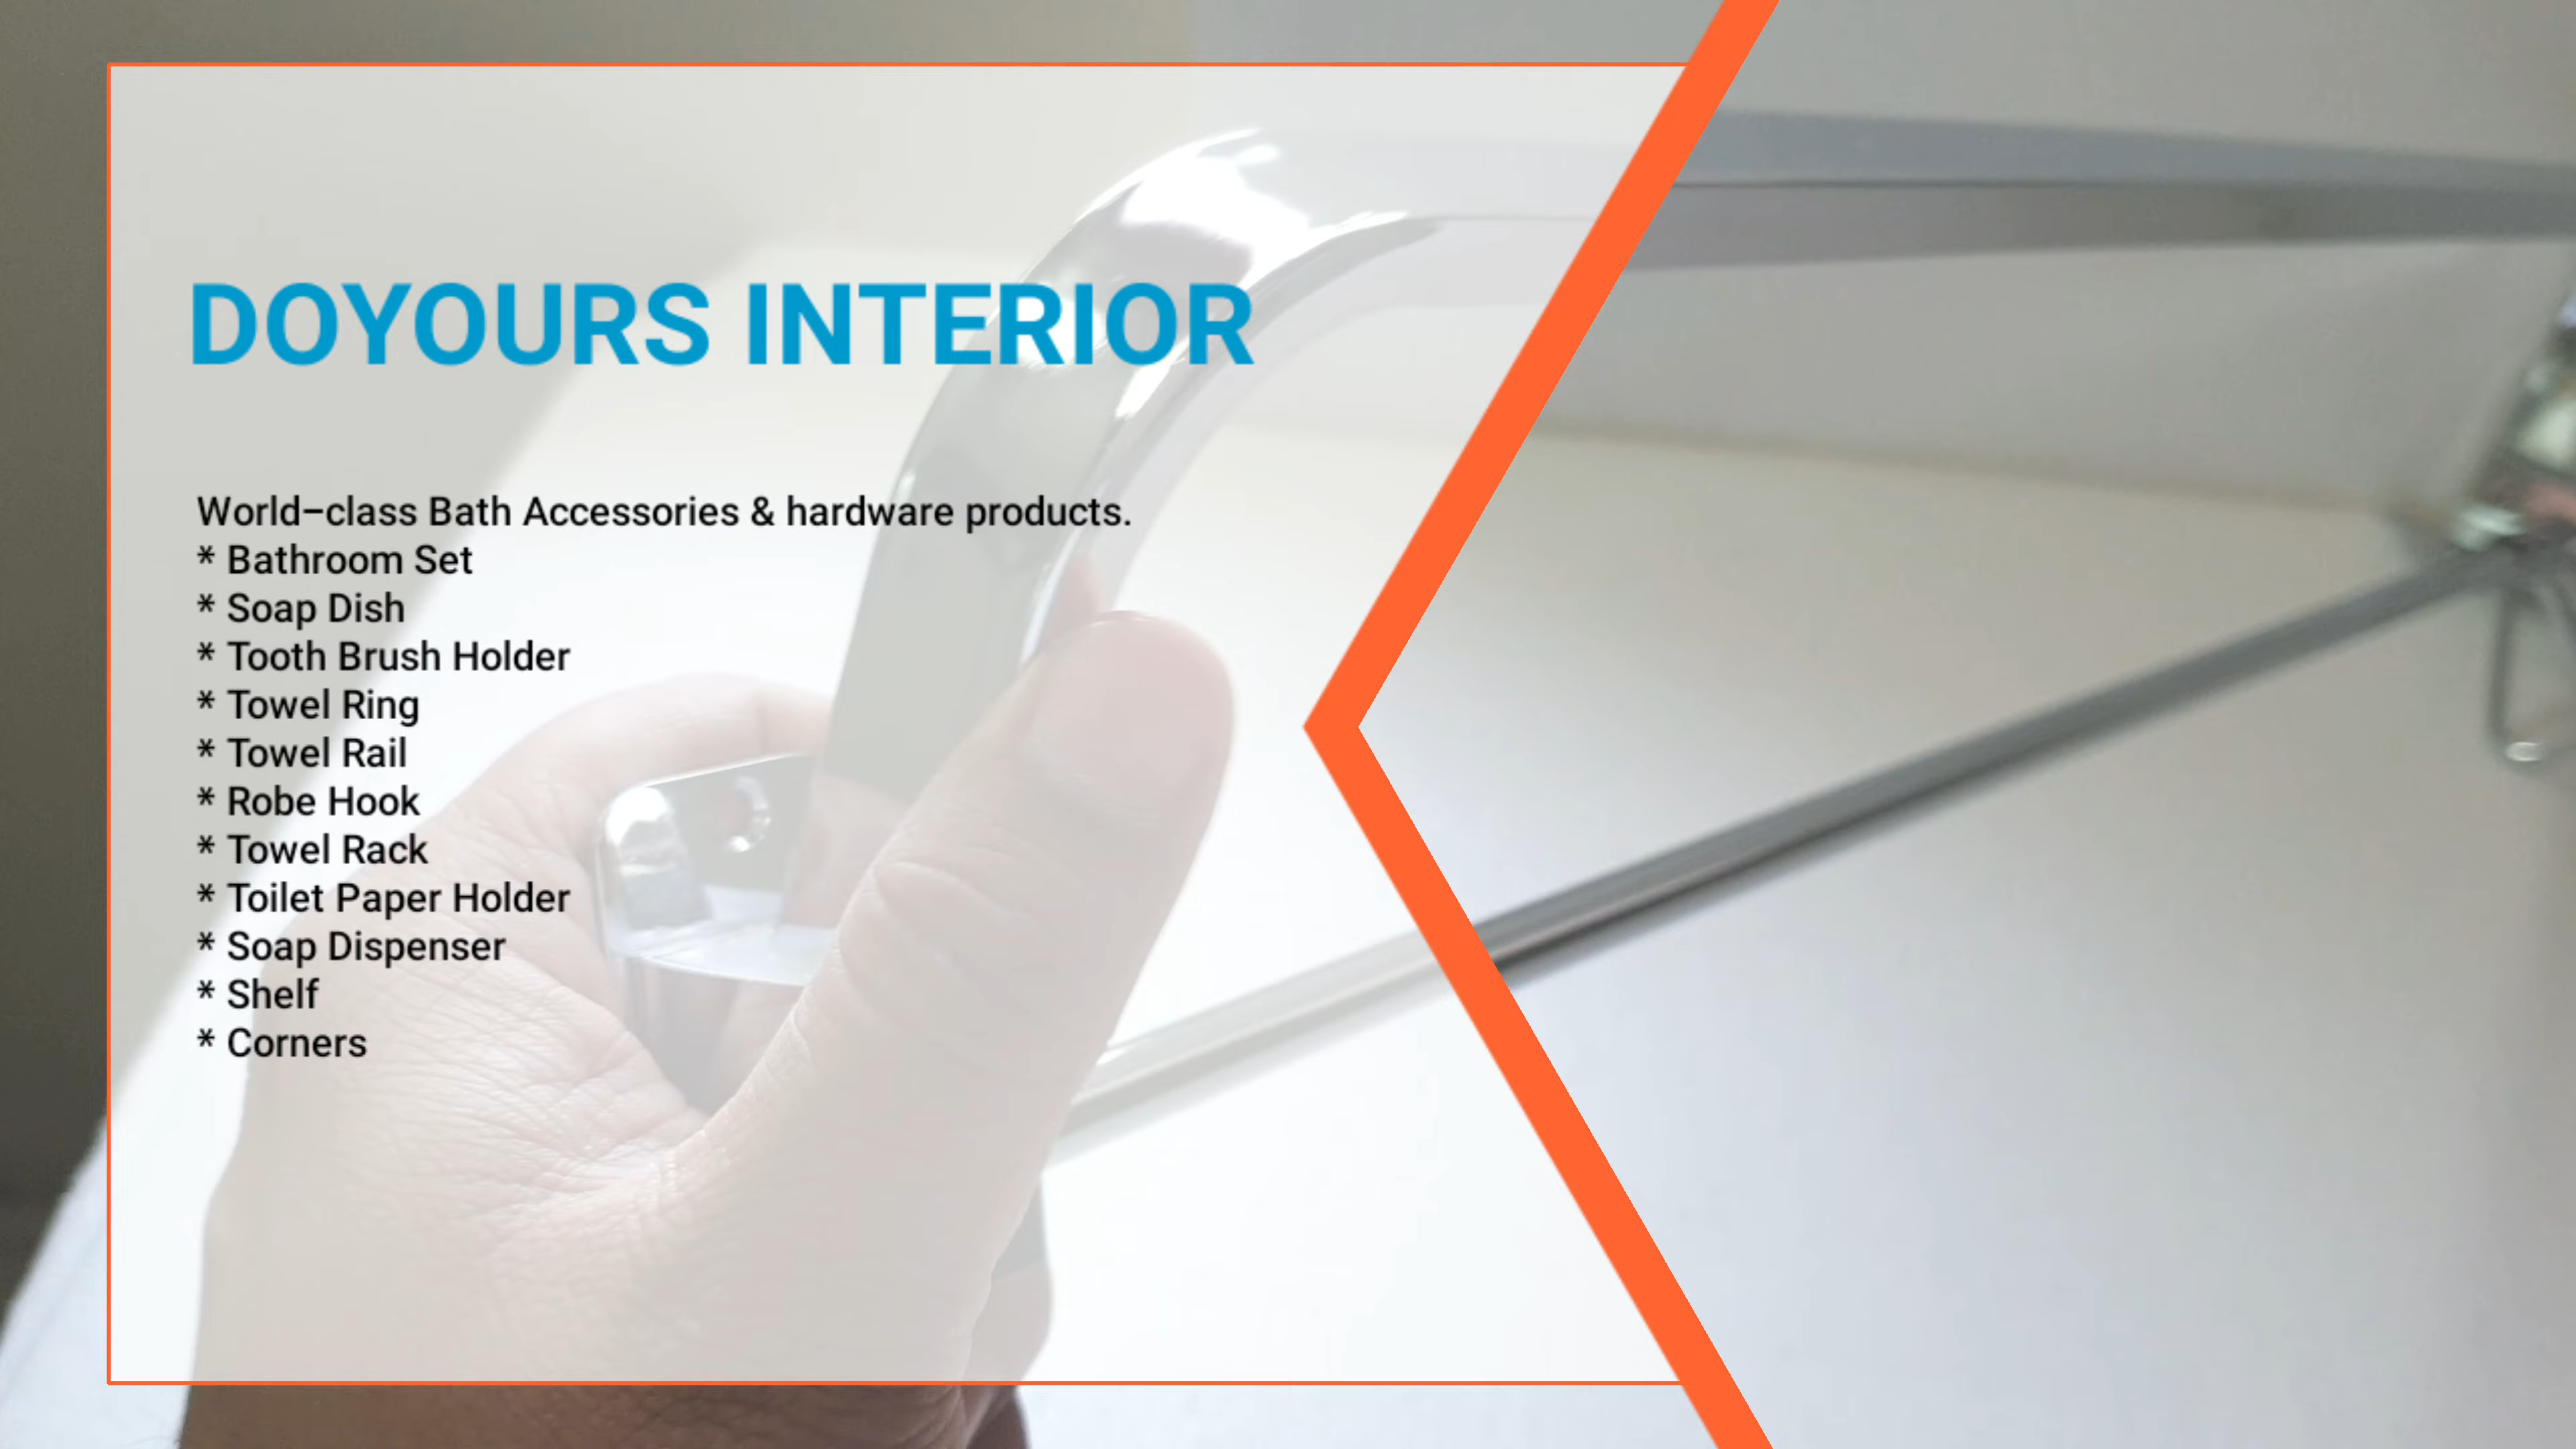 DOYOURS INTERIOR
World-class Bath Accessories & hardware products.
* Bathroom Set
* Soap Dish
* Tooth Brush Holder
* Towel Ring
* Towel Rail
* Robe Hook
* Towel Rack
* Toilet Paper Holder
* Soap Dispenser
* Shelf
* Corners